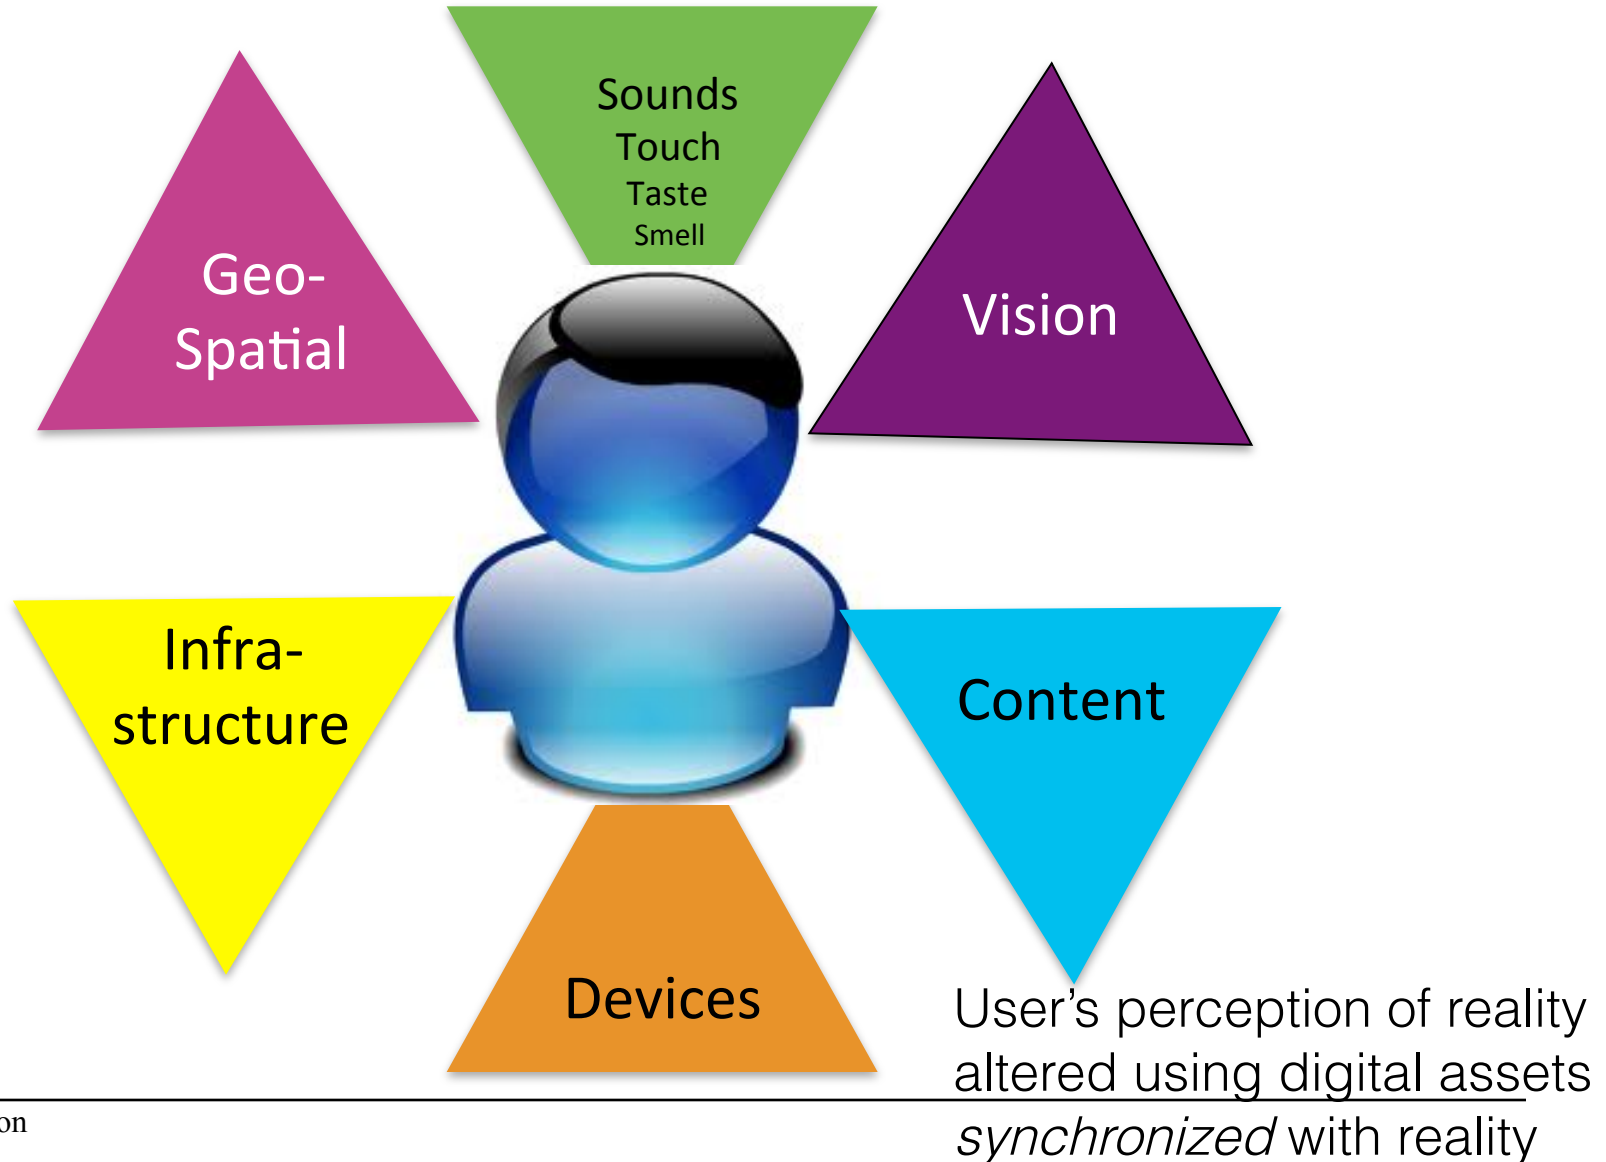 Sounds
Touch
Taste
Smell
Geo-
Spatial
Vision
Infra-
structure
Content
Devices
User’s perception of reality
altered using digital assets
synchronized with reality
on